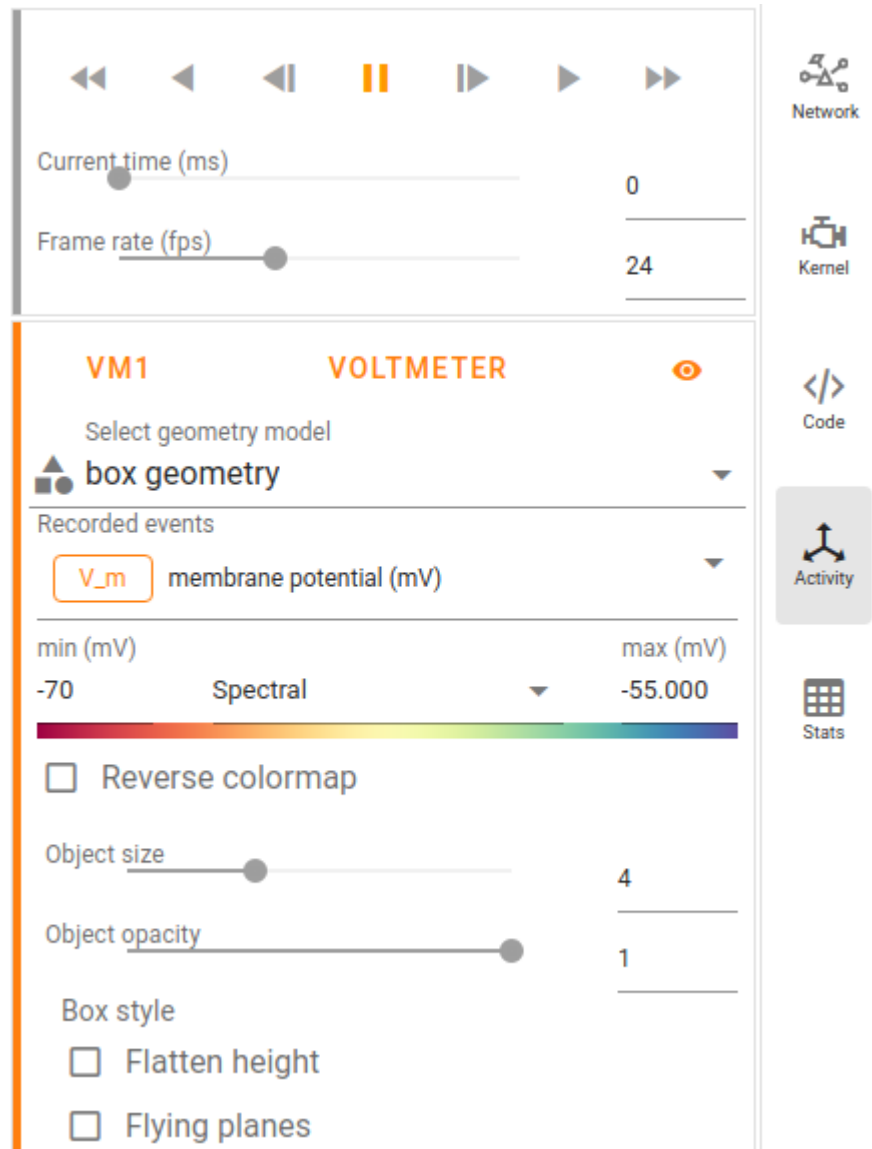 Current time (ms)
0
Frame rate (fps)
24
VM1 VOLTMETER
Select geometry model
box geometry
Recorded events
V_m membrane potential (mV)
min (mV) max (mV)
-70 Spectral -55.000
Reverse colormap
Object size
4
Object opacity
1
Box style
Flatten height
Flying planes
Network
Kernel
Code
Activity
Stats